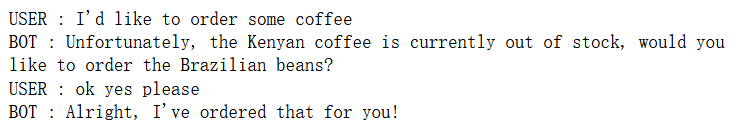 USER : I'd like to order some coffee
BOT : Unfortunately, the Kenyan coffee is currently out of stock, would you
like to order the Brazilian beans?
USER : ok yes please
BOT : Alright, I've ordered that for you!